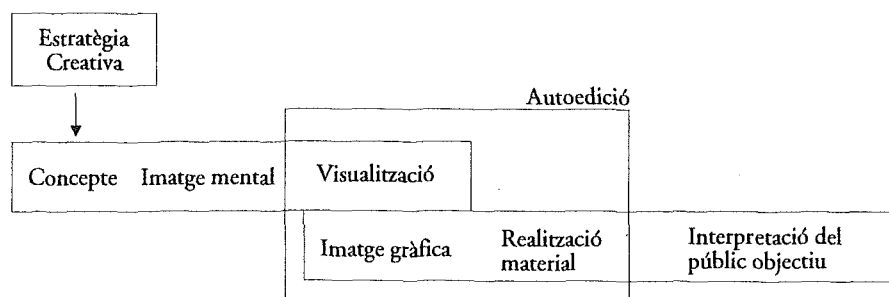 Estratègia
Creativa
Autoedició
Concepte Imatge mental Visualització
Imatge gràfica Realització
material
Interpretació del
públic objectiu